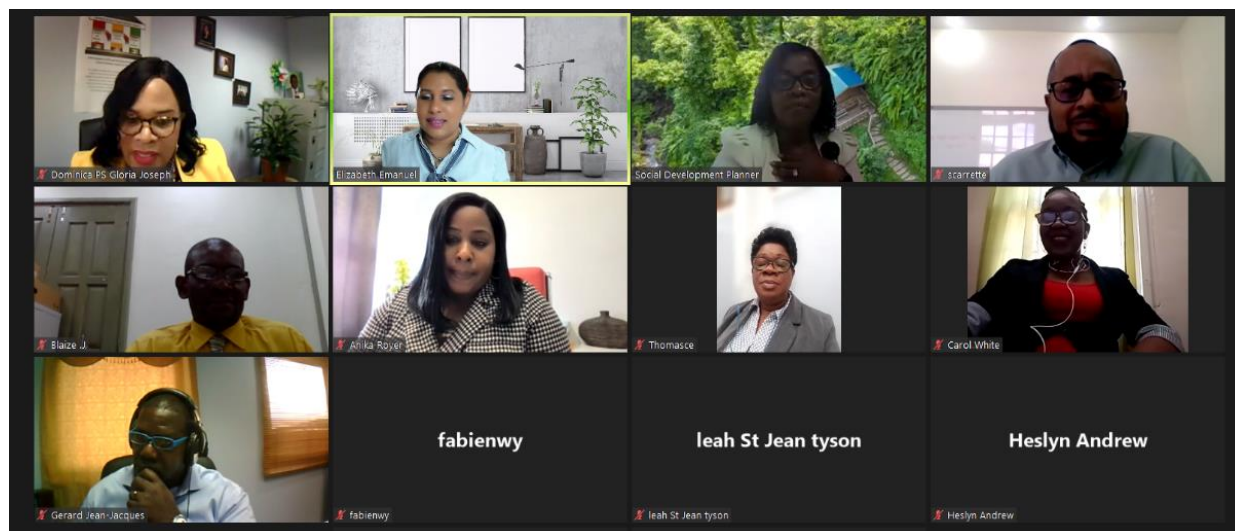 Dominica PS Gloria Joseph
Elizabeth Emanuel
Social Development Planner
scarrette
Blaize .J.
Anika Royer
Thomasce
Carol White
Gerard Jean-Jacques
fabienwy
fabienwy
leah St Jean tyson
leah St Jean tyson
Heslyn Andrew
Heslyn Andrew